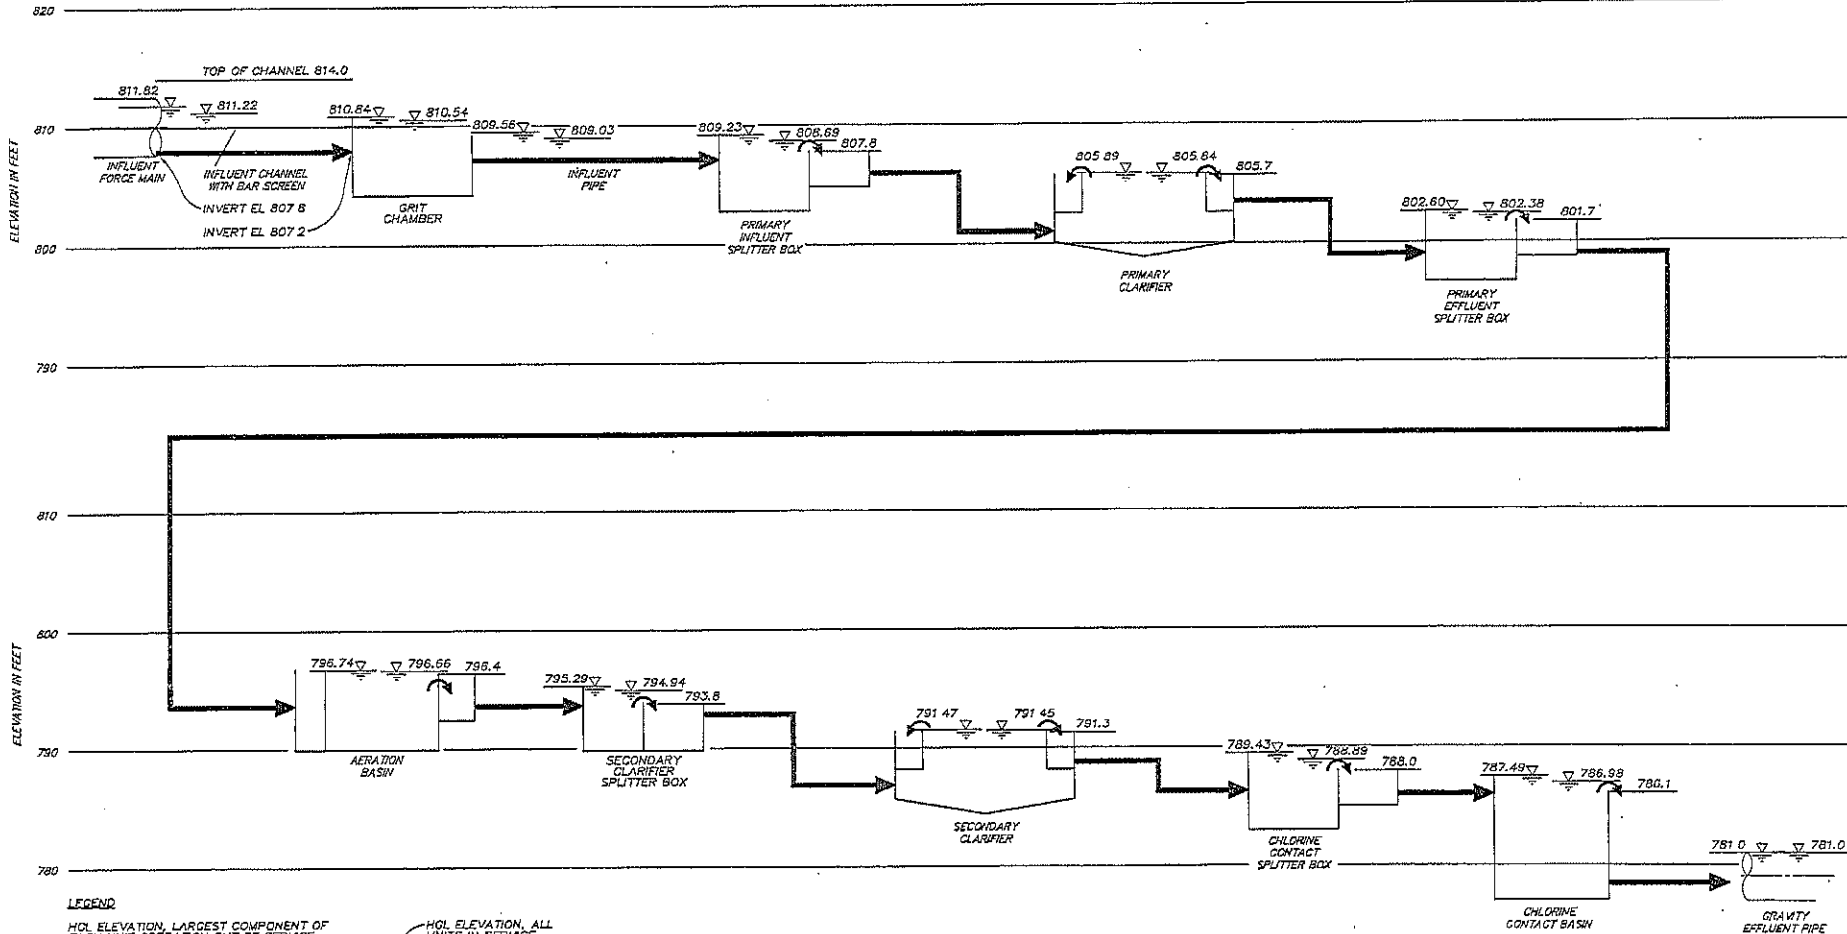 820
TOP OF CHANNEL 814.0
811.82
811.22
810.84
810.54
810
809.56
809.03
809.23
808.69
807.8
ELEVATION IN FEET
INFLUENT
FORCE MAIN
INFLUENT CHANNEL
WITH BAR SCREEN
INFLUENT
PIPE
INVERT EL 807 8
INVERT EL 807 2
GRIT
CHAMBER
PRIMARY
INFLUENT
SPLITTER BOX
805 89
805.84
805.7
802.60
802.38
801.7
800
PRIMARY
CLARIFIER
PRIMARY
EFFLUENT
SPLITTER BOX
790
810
800
ELEVATION IN FEET
796.74
796.66
796.4
795.29
794.94
793.8
791 47
791 45
791.3
790
AERATION
BASIN
SECONDARY
CLARIFIER
SPLITTER BOX
789.43
788.89
788.0
787.49
786.98
786.1
SECONDARY
CLARIFIER
CHLORINE
CONTACT
SPLITTER BOX
781 0
781.0
780
CHLORINE
CONTACT BASIN
GRAVITY
EFFLUENT PIPE
LEGEND
HGL ELEVATION, LARGEST COMPONENT OF
HGL ELEVATION, ALL